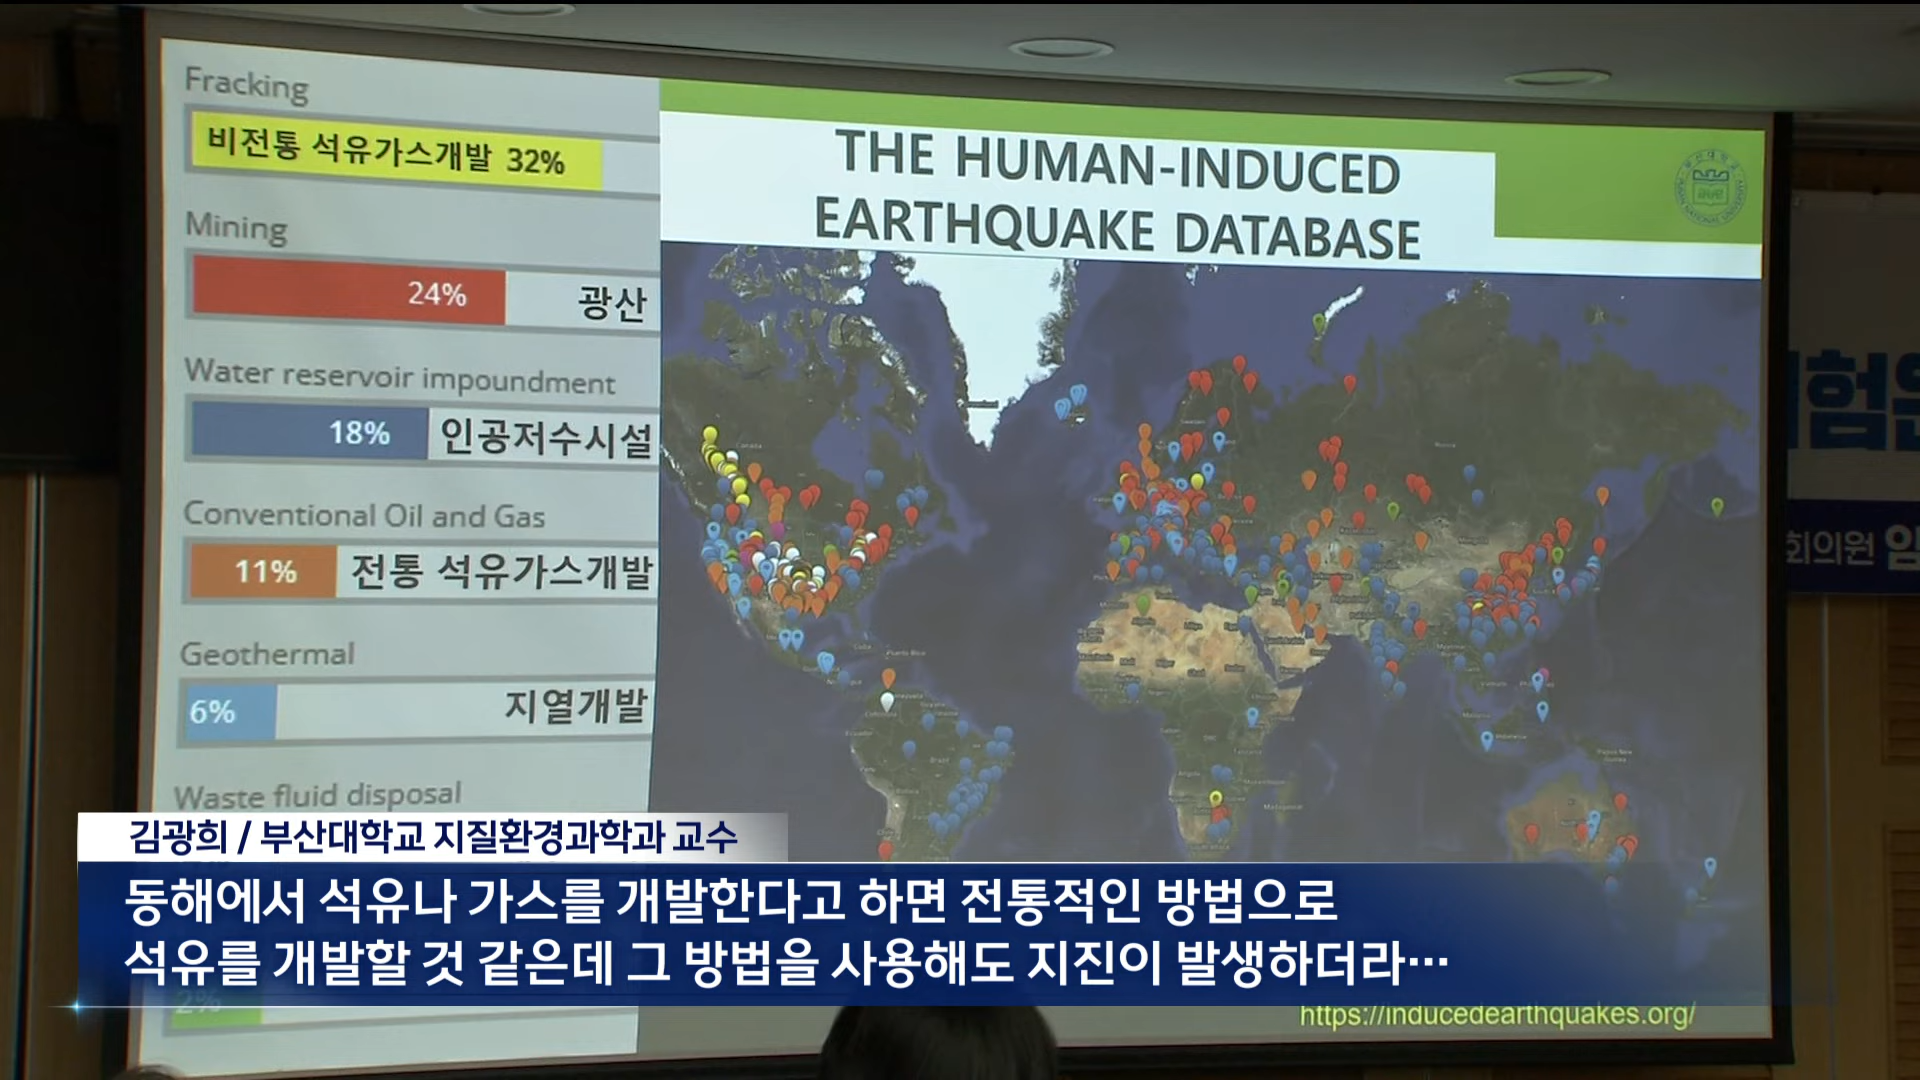 Fracking
비전통 석유가스개발 32%
Mining
24%
광산
Water reservoir impoundment
18%
인공저수시설
Conventional Oil and Gas
11%
전통 석유가스개발
Geothermal
6%
지열개발
Waste fluid disposal
2%
THE HUMAN-INDUCED
EARTHQUAKE DATABASE
https://inducedearthquakes.org/
험
회의원 임
김광희 / 부산대학교 지질환경과학과 교수
동해에서 석유나 가스를 개발한다고 하면 전통적인 방법으로
석유를 개발할 것 같은데 그 방법을 사용해도 지진이 발생하더라…